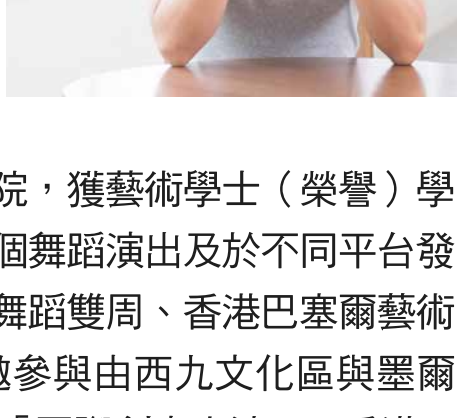 院，獲藝術學士（榮譽）學
個舞蹈演出及於不同平台發
舞蹈雙周、香港巴塞爾藝術
參與由西九文化區與墨爾